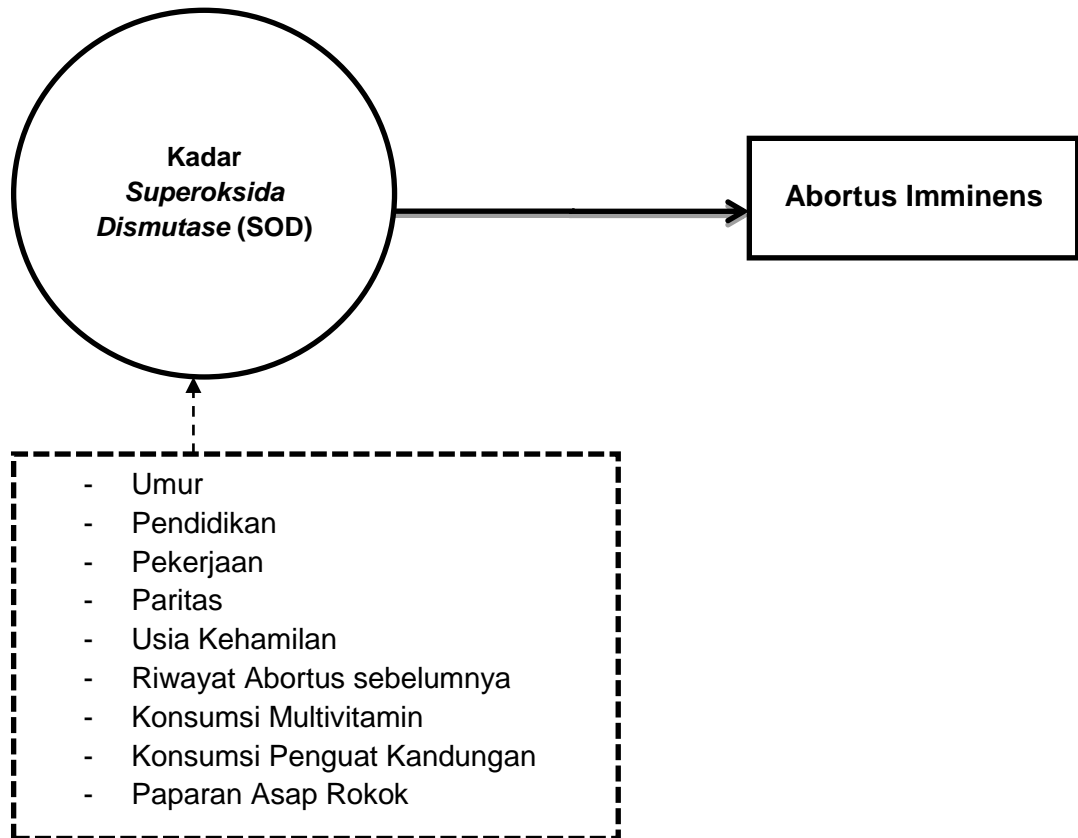 Kadar
Superoksida
Dismutase (SOD)
Abortus Imminens
- Umur
- Pendidikan
- Pekerjaan
- Paritas
- Usia Kehamilan
- Riwayat Abortus sebelumnya
- Konsumsi Multivitamin
- Konsumsi Penguat Kandungan
- Paparan Asap Rokok